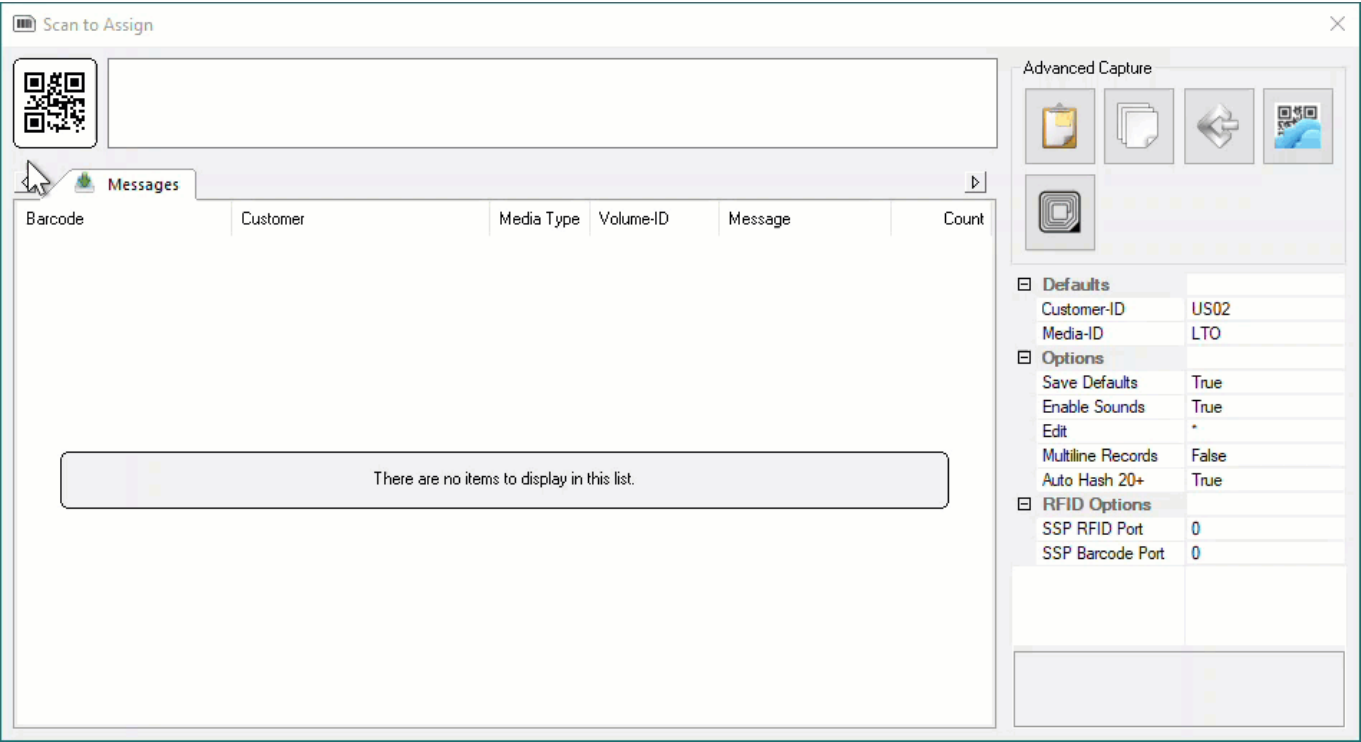 Scan to Assign
Advanced Capture
Messages
Barcode Customer Media Type Volume-ID Message Count
There are no items to display in this list.
Defaults
Customer-ID US02
Media-ID LTO
Options
Save Defaults True
Enable Sounds True
Edit *
Multiline Records False
Auto Hash 20+ True
RFID Options
SSP RFID Port 0
SSP Barcode Port 0